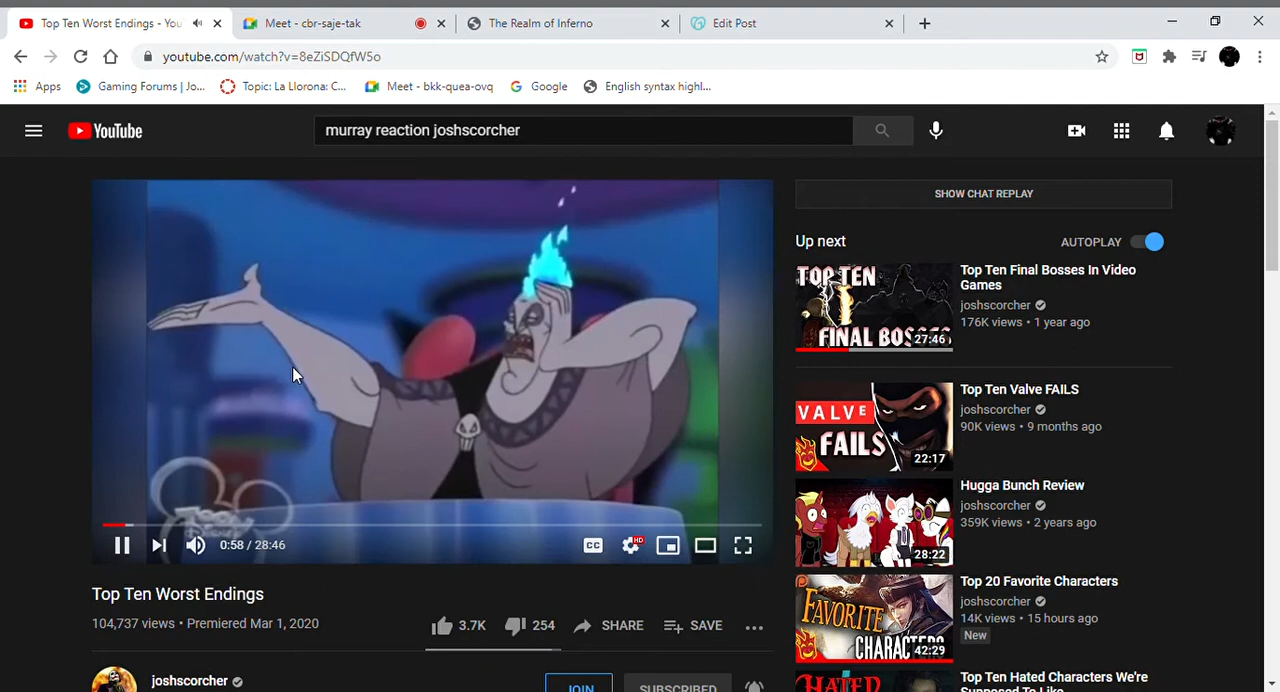 Top Ten Worst Endings - You
Meet - cbr-saje-tak
The Realm of Inferno
Edit Post
youtube.com/watch?v=8eZiSDQfW5o
Apps
Gaming Forums | Jo...
Topic: La Llorona: C...
Meet - bkk-quea-ovq
Google
English syntax highl...
YouTube
murray reaction joshscorcher
SHOW CHAT REPLAY
Up next
AUTOPLAY
TOP TEN
FINAL BOSSES
27:46
Top Ten Final Bosses In Video
Games
joshscorcher
176K views • 1 year ago
VALVE
FAILS
22:17
Top Ten Valve FAILS
joshscorcher
90K views • 9 months ago
28:22
Hugga Bunch Review
joshscorcher
359K views • 2 years ago
FAVORITE
CHARACTERS
42:29
Top 20 Favorite Characters
joshscorcher
14K views • 15 hours ago
New
HATED
Top Ten Hated Characters We're
Supposed To Like
0:58 / 28:46
CC
HD
Top Ten Worst Endings
104,737 views • Premiered Mar 1, 2020
3.7K
254
SHARE
SAVE
joshscorcher
JOIN
SUBSCRIBED